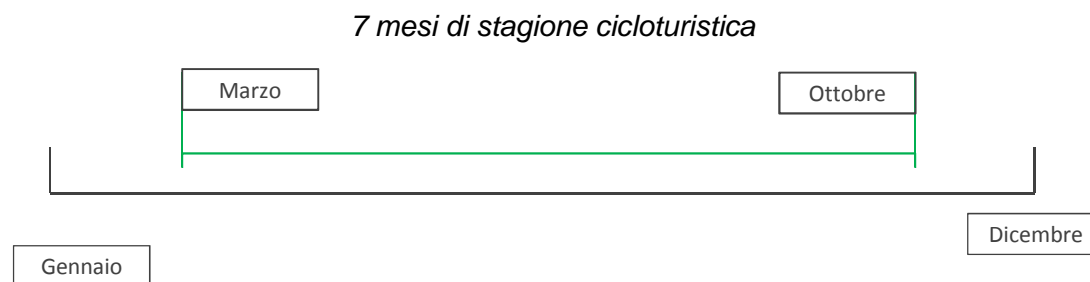 7 mesi di stagione cicloturistica
Marzo
Ottobre
Dicembre
Gennaio